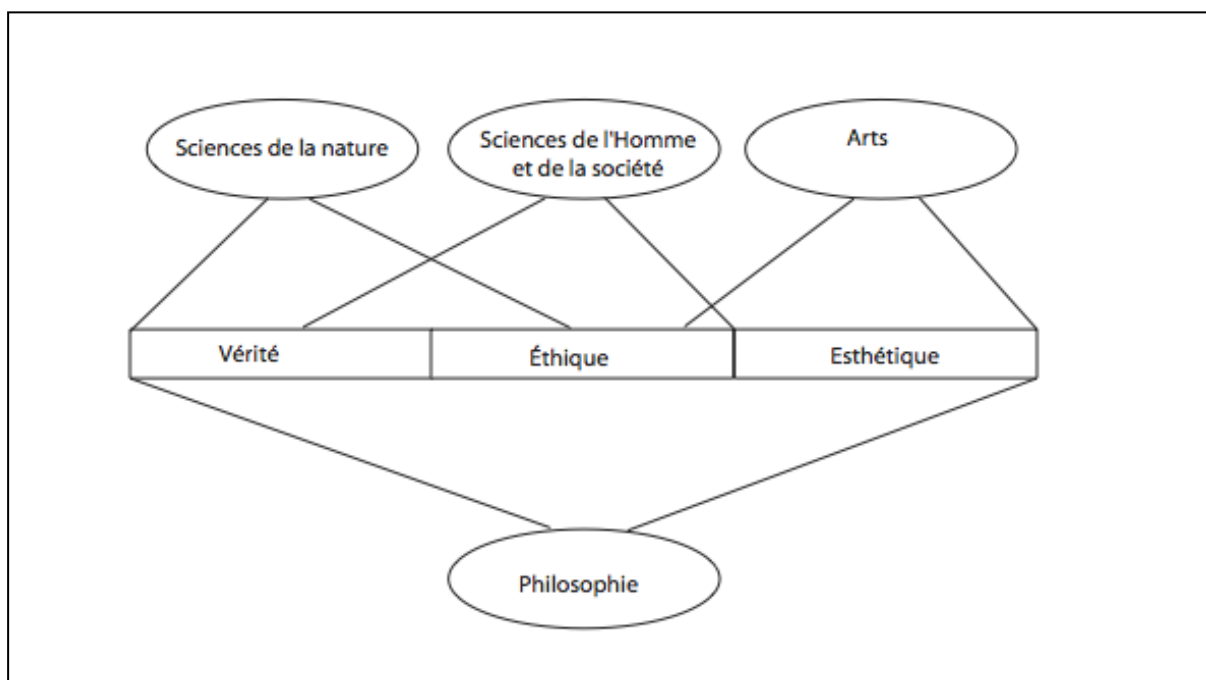 Sciences de la nature
Sciences de l'Homme
et de la société
Arts
Vérité
Éthique
Esthétique
Philosophie